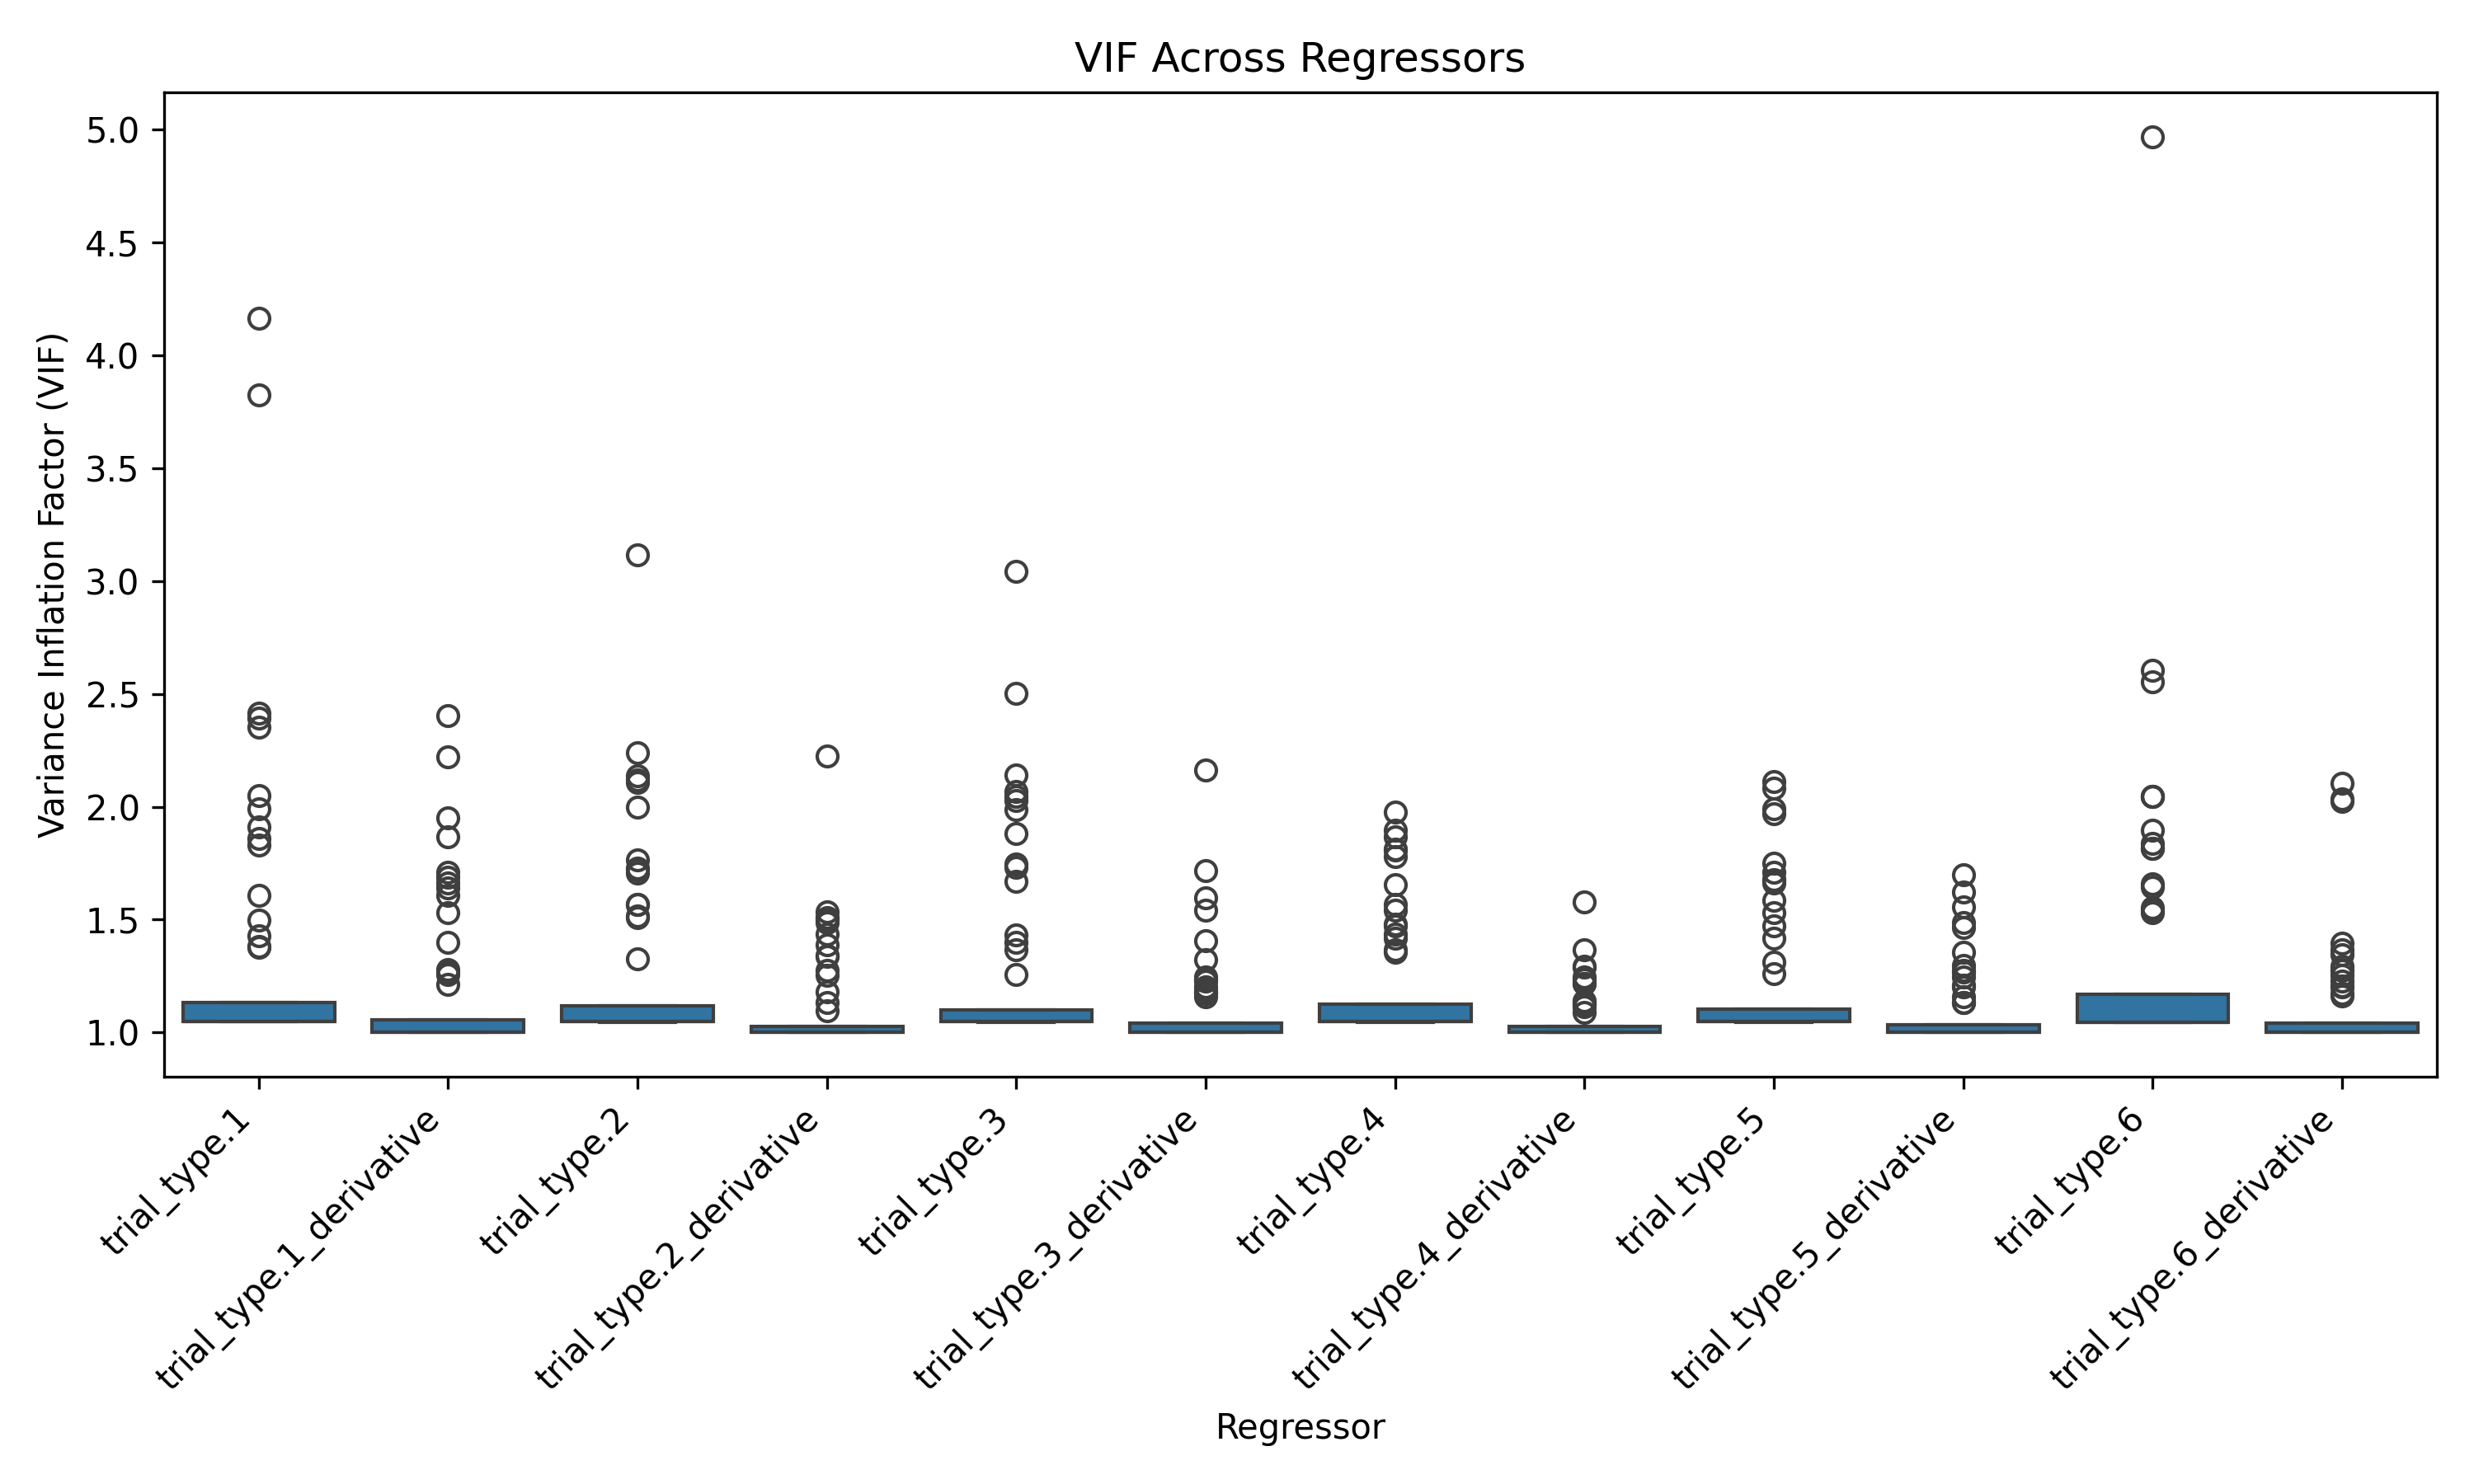 VIF Across Regressors
Variance Inflation Factor (VIF)
5.0
4.5
4.0
3.5
3.0
2.5
2.0
1.5
1.0
trial_type.1
trial_type.1_derivative
trial_type.2
trial_type.2_derivative
trial_type.3
trial_type.3_derivative
trial_type.4
trial_type.4_derivative
trial_type.5
trial_type.5_derivative
trial_type.6
trial_type.6_derivative
Regressor